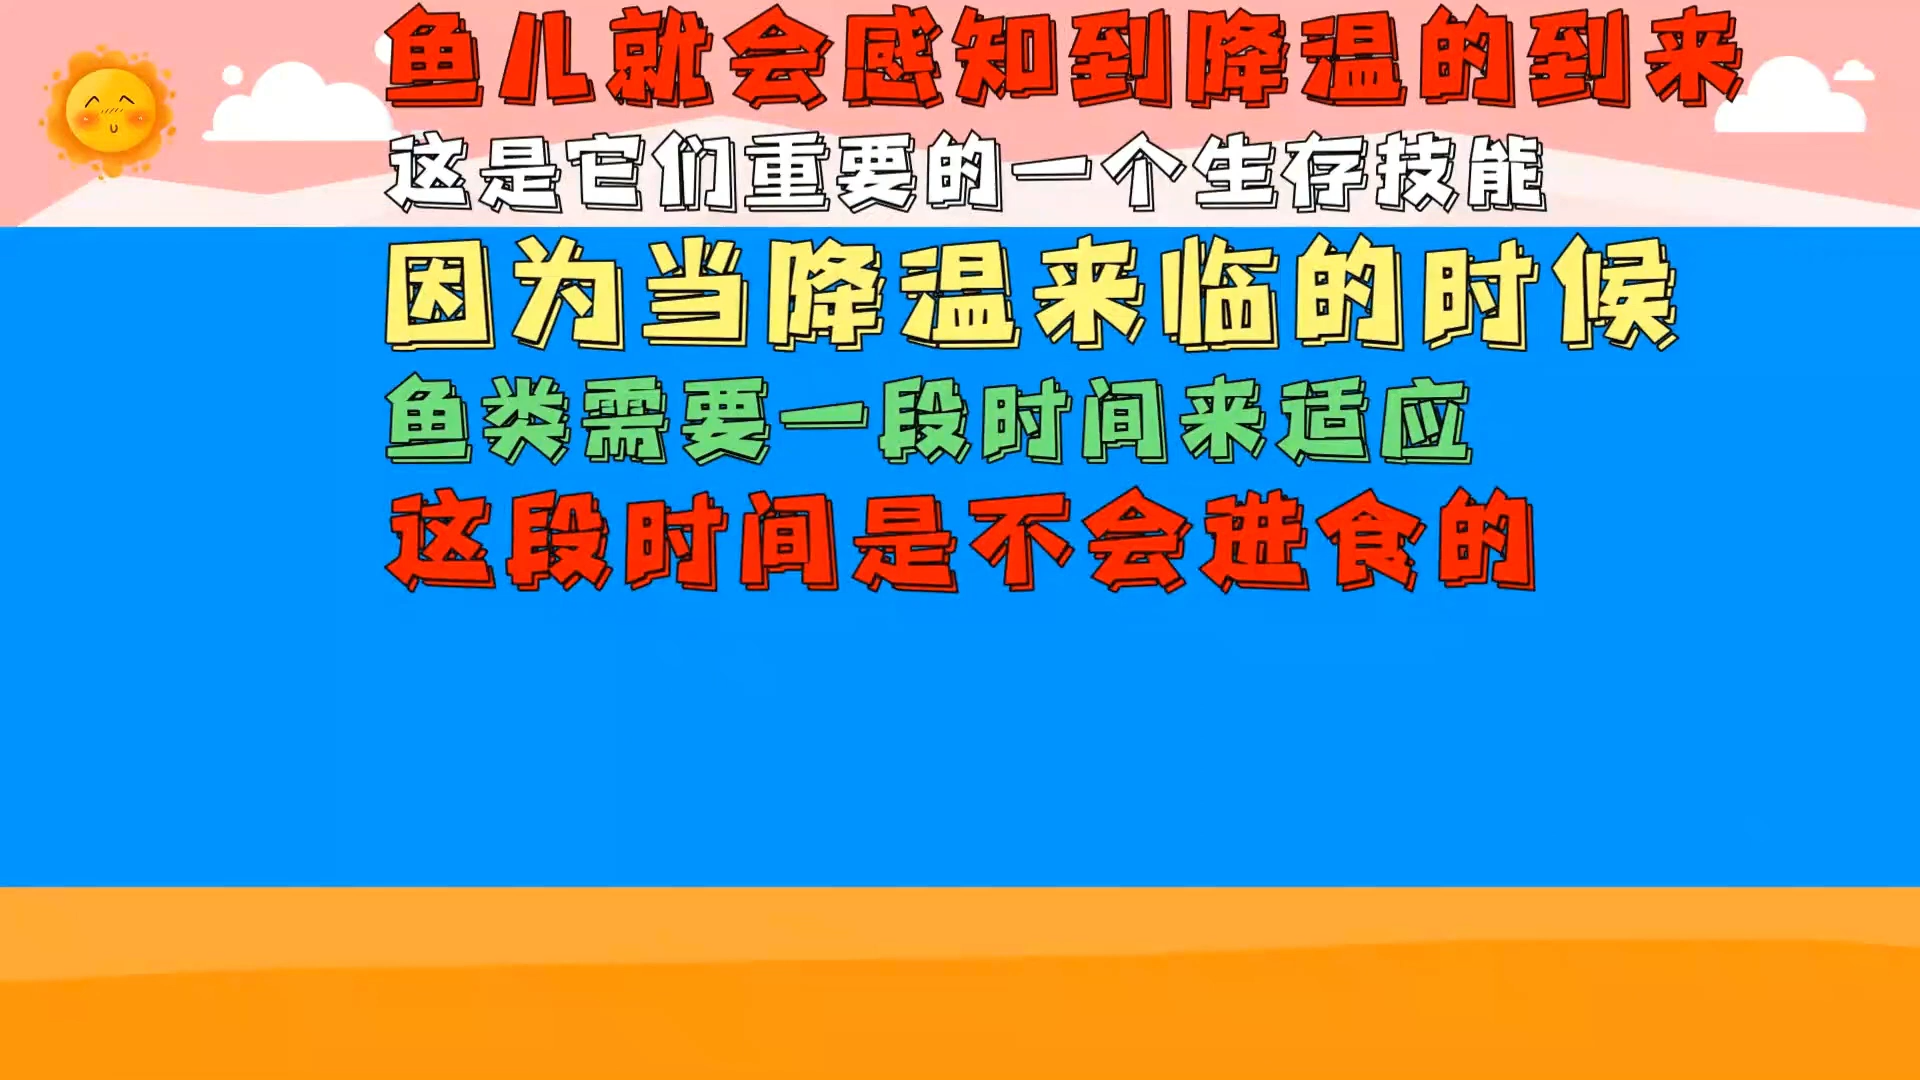 鱼儿就会感知到降温的到来
这是它们重要的一个生存技能
因为当降温来临的时候
鱼类需要一段时间来适应
这段时间是不会进食的